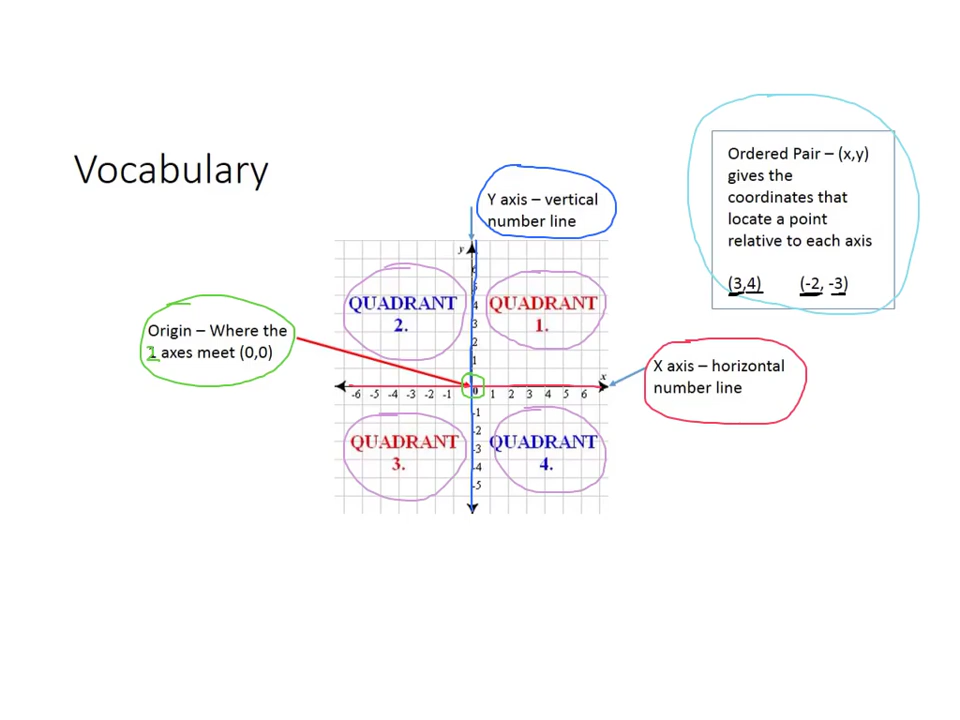 Vocabulary
Ordered Pair – (x,y)
gives the
coordinates that
locate a point
relative to each axis
(3,4) (-2, -3)
Y axis – vertical
number line
Origin – Where the
2 axes meet (0,0)
X axis – horizontal
number line
y
QUADRANT
2.
QUADRANT
1.
6
5
4
3
2
1
x
-6 -5 -4 -3 -2 -1 0 1 2 3 4 5 6
-1
-2
-3
-4
-5
QUADRANT
3.
QUADRANT
4.